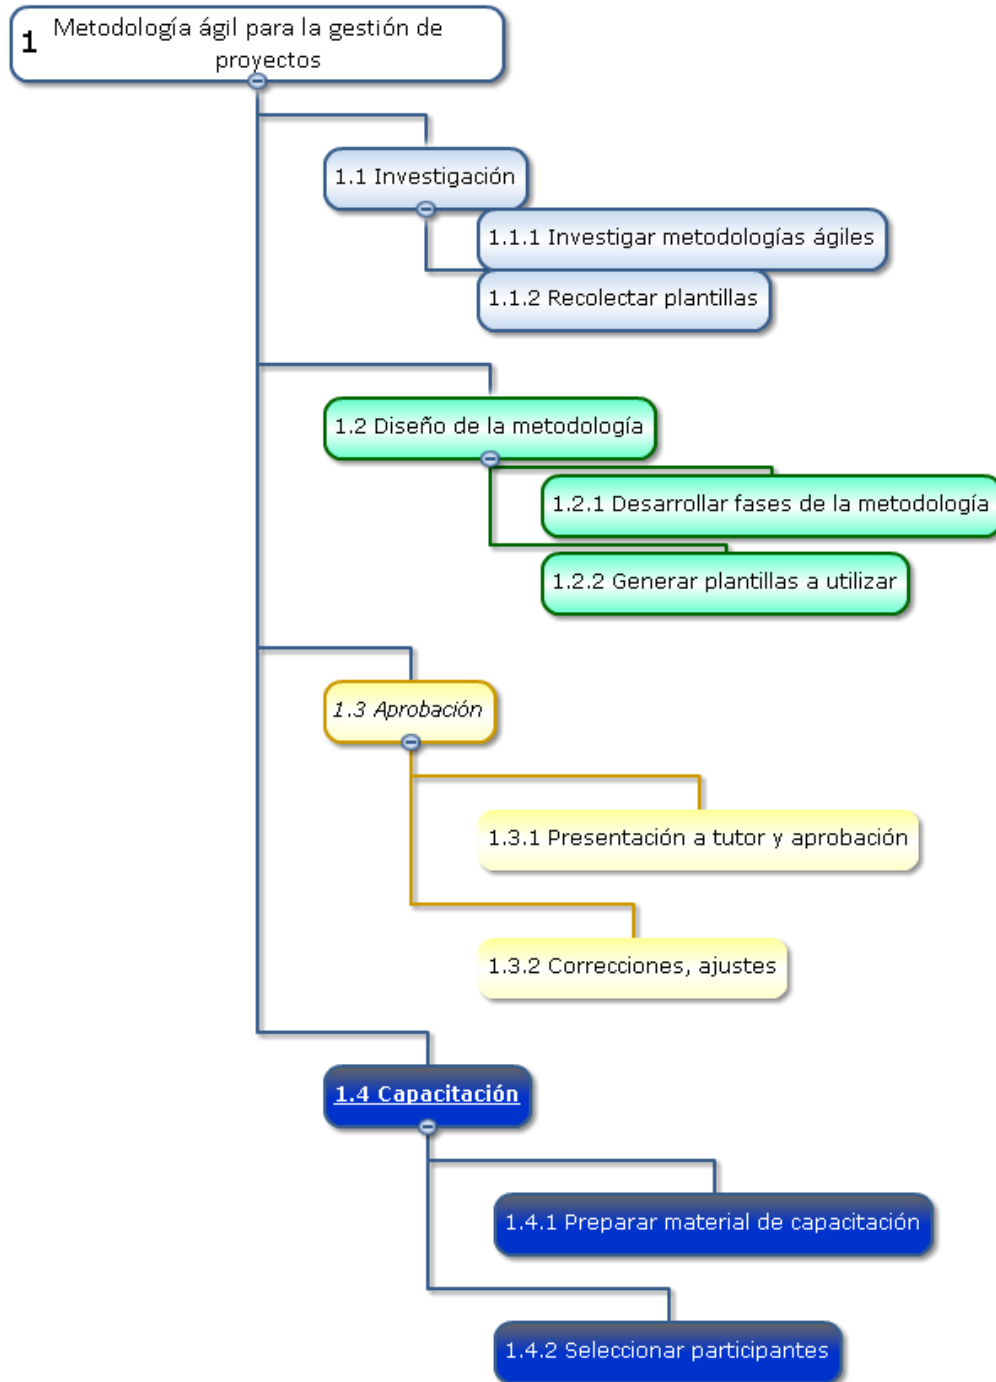 1 Metodología ágil para la gestión de
proyectos
1.1 Investigación
1.1.1 Investigar metodologías ágiles
1.1.2 Recolectar plantillas
1.2 Diseño de la metodología
1.2.1 Desarrollar fases de la metodología
1.2.2 Generar plantillas a utilizar
1.3 Aprobación
1.3.1 Presentación a tutor y aprobación
1.3.2 Correcciones, ajustes
1.4 Capacitación
1.4.1 Preparar material de capacitación
1.4.2 Seleccionar participantes